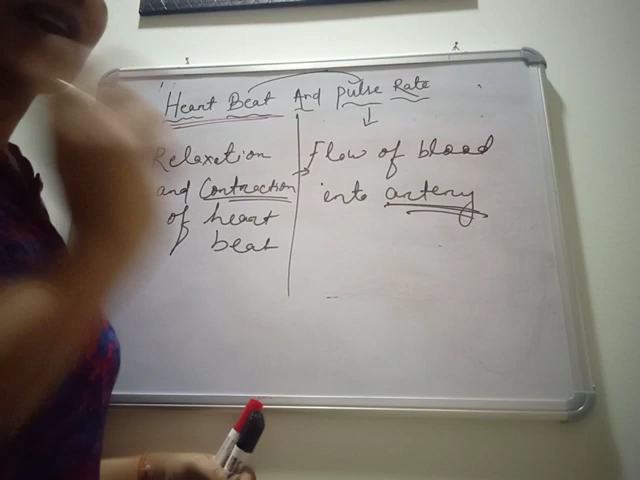 Heart Beat And pulse Rate
Relaxation
and Contraction
of heart
beat
Flow of blood
into artery